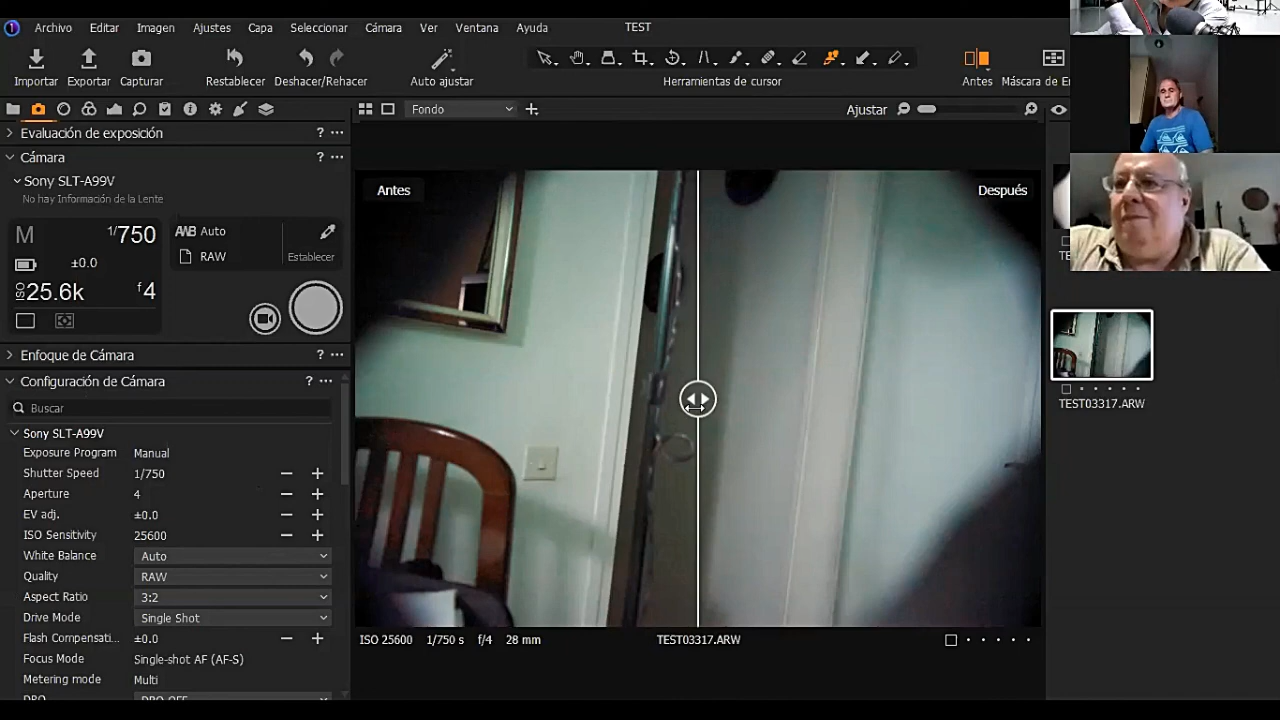 Archivo Editar Imagen Ajustes Capa Seleccionar Cámara Ver Ventana Ayuda TEST
Importar Exportar Capturar Restablecer Deshacer/Rehacer Auto ajustar Herramientas de cursor Antes Máscara de En
Fondo Ajustar
Evaluación de exposición ? ...
Cámara ? ...
Sony SLT-A99V
No hay Información de la Lente
M 1/750
AWB Auto
±0.0
RAW
Establecer
ISO 25.6k f4
Enfoque de Cámara ? ...
Configuración de Cámara ? ...
Buscar
Sony SLT-A99V
Exposure Program Manual
Shutter Speed 1/750
Aperture 4
EV adj. ±0.0
ISO Sensitivity 25600
White Balance Auto
Quality RAW
Aspect Ratio 3:2
Drive Mode Single Shot
Flash Compensati... ±0.0
Focus Mode Single-shot AF (AF-S)
Metering mode Multi
DRO DRO OFF
Antes Después
ISO 25600 1/750 s f/4 28 mm TEST03317.ARW
TE
TEST03317.ARW